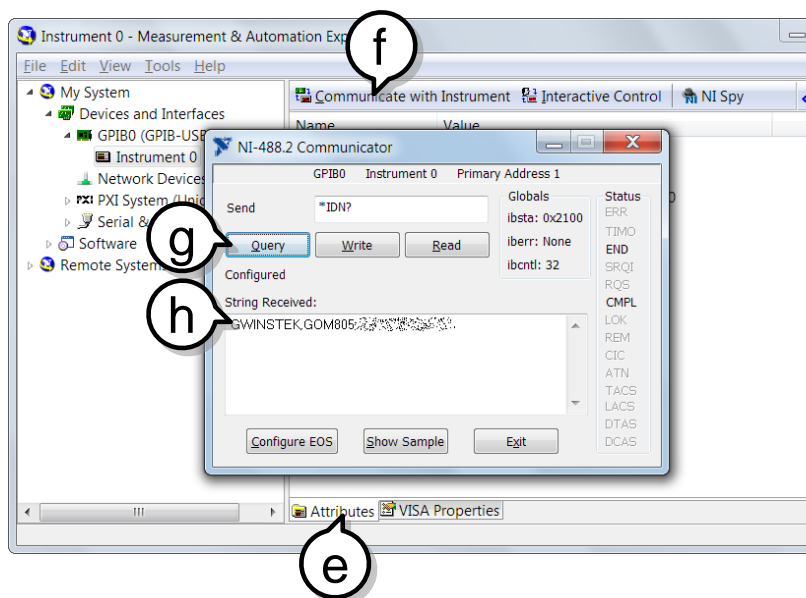 Instrument 0 - Measurement & Automation Exp
f
File Edit View Tools Help
My System
Devices and Interfaces
GPIB0 (GPIB-USB
Instrument 0
Network Devices
PXI System
Serial &
Software
Remote Systems
Communicate with Instrument Interactive Control NI Spy
Name Value
0
NI-488.2 Communicator
GPIB0 Instrument 0 Primary Address 1
Send *IDN?
g
Query Write Read
Configured
Globals
ibsta: 0x2100
iberr: None
ibcntl: 32
h
String Received:
GWINSTEK,GOM805
Status
ERR
TIMO
END
SRQI
RQS
CMPL
LOK
REM
CIC
ATN
TACS
LACS
DTAS
DCAS
Configure EOS Show Sample Exit
Attributes VISA Properties
e